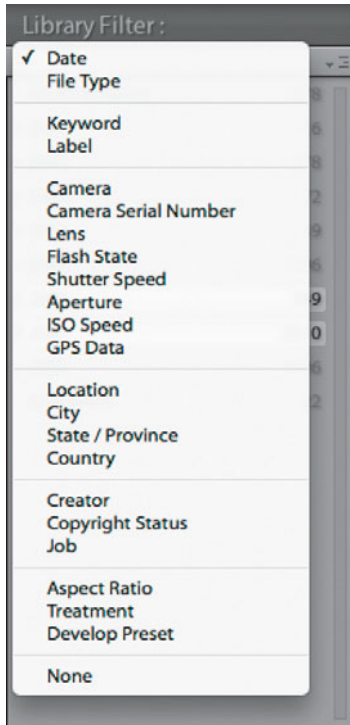 Library Filter :
✓ Date
File Type
Keyword
Label
Camera
Camera Serial Number
Lens
Flash State
Shutter Speed
Aperture
ISO Speed
GPS Data
Location
City
State / Province
Country
Creator
Copyright Status
Job
Aspect Ratio
Treatment
Develop Preset
None